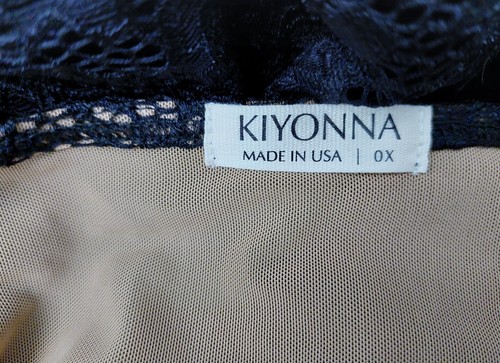 KIYONNA
MADE IN USA | 0X